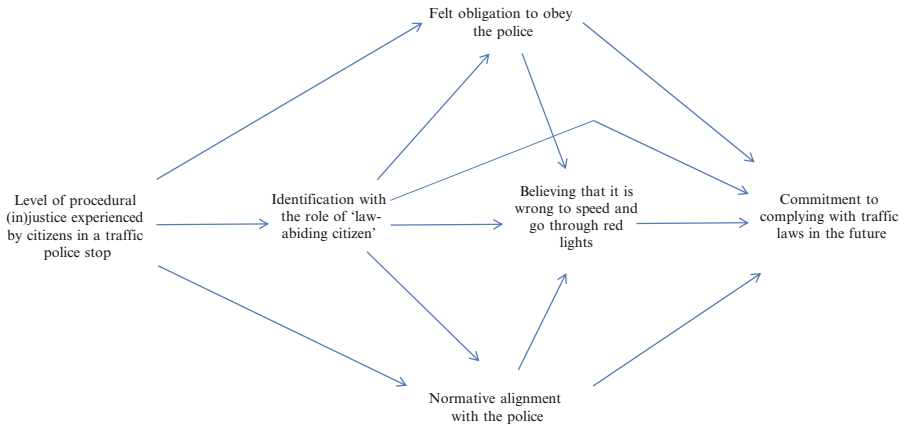 Felt obligation to obey
the police
Level of procedural
(in)justice experienced
by citizens in a traffic
police stop
Identification with
the role of ‘law-
abiding citizen’
Believing that it is
wrong to speed and
go through red
lights
Commitment to
complying with traffic
laws in the future
Normative alignment
with the police